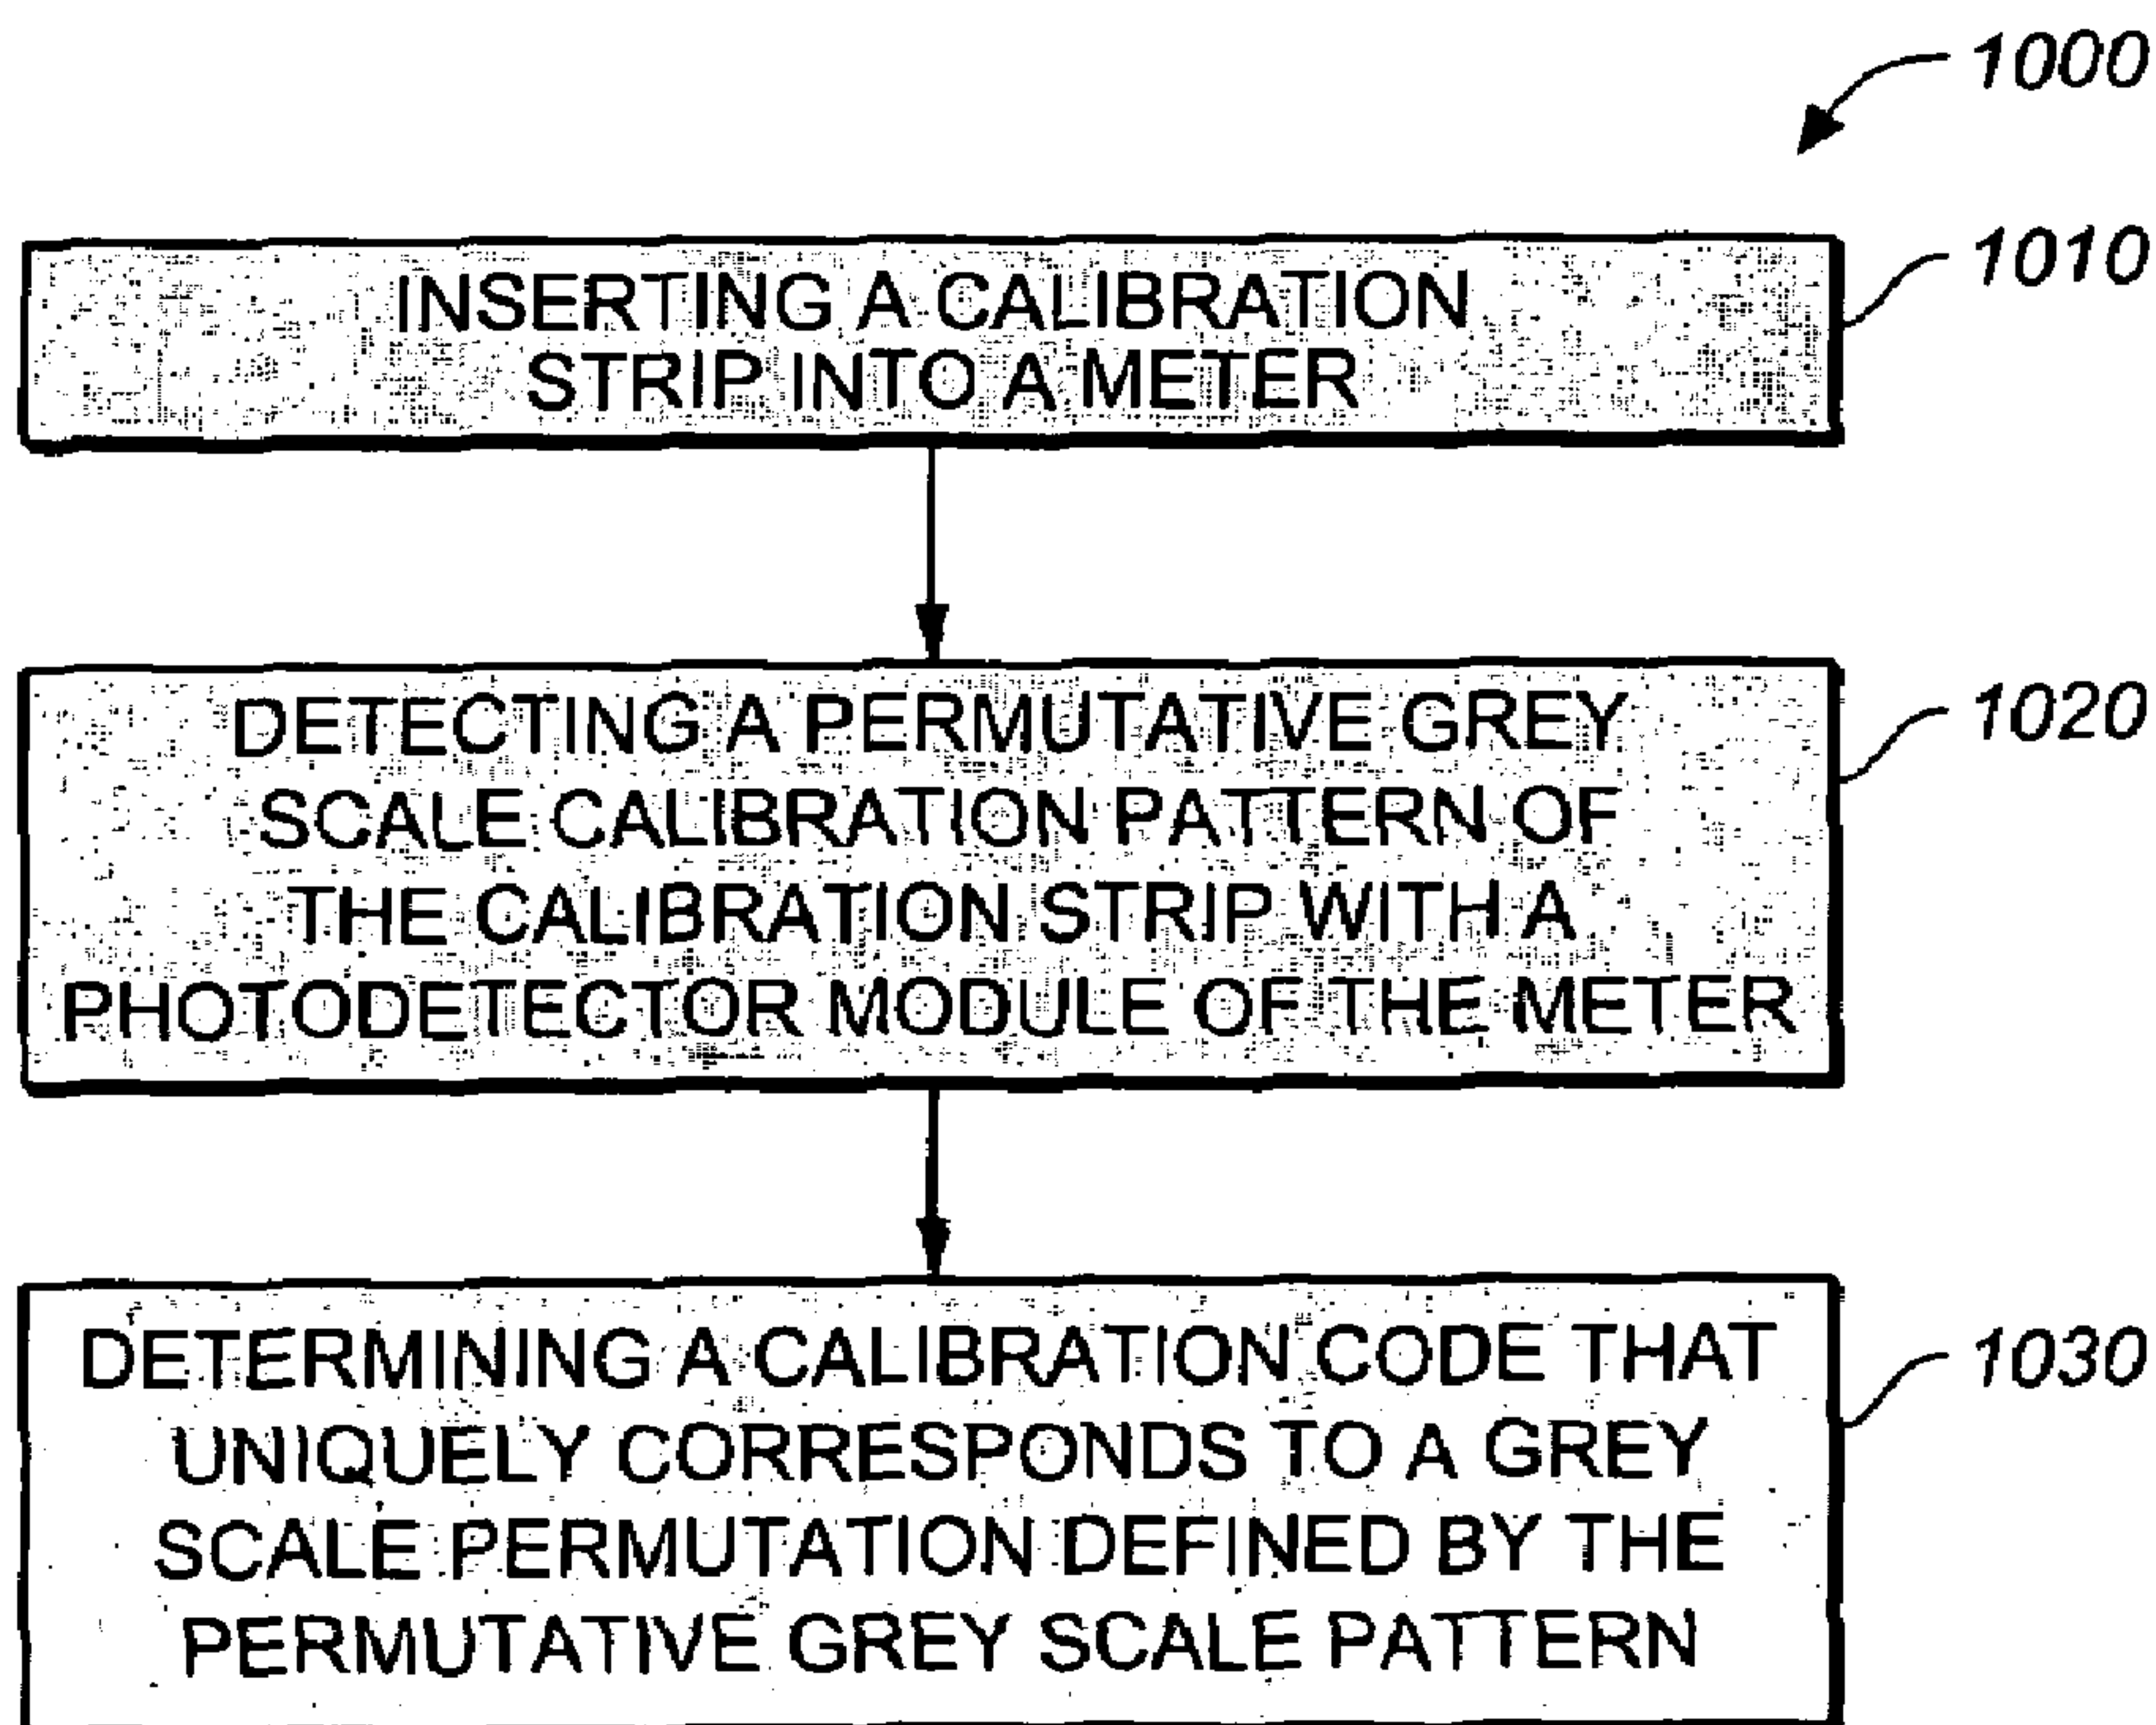 1000
1010
INSERTING A CALIBRATION
STRIP INTO A METER
1020
DETECTING A PERMUTATIVE GREY
SCALE CALIBRATION PATTERN OF
THE CALIBRATION STRIP WITH A
PHOTODETECTOR MODULE OF THE METER
1030
DETERMINING A CALIBRATION CODE THAT
UNIQUELY CORRESPONDS TO A GREY
SCALE PERMUTATION DEFINED BY THE
PERMUTATIVE GREY SCALE PATTERN